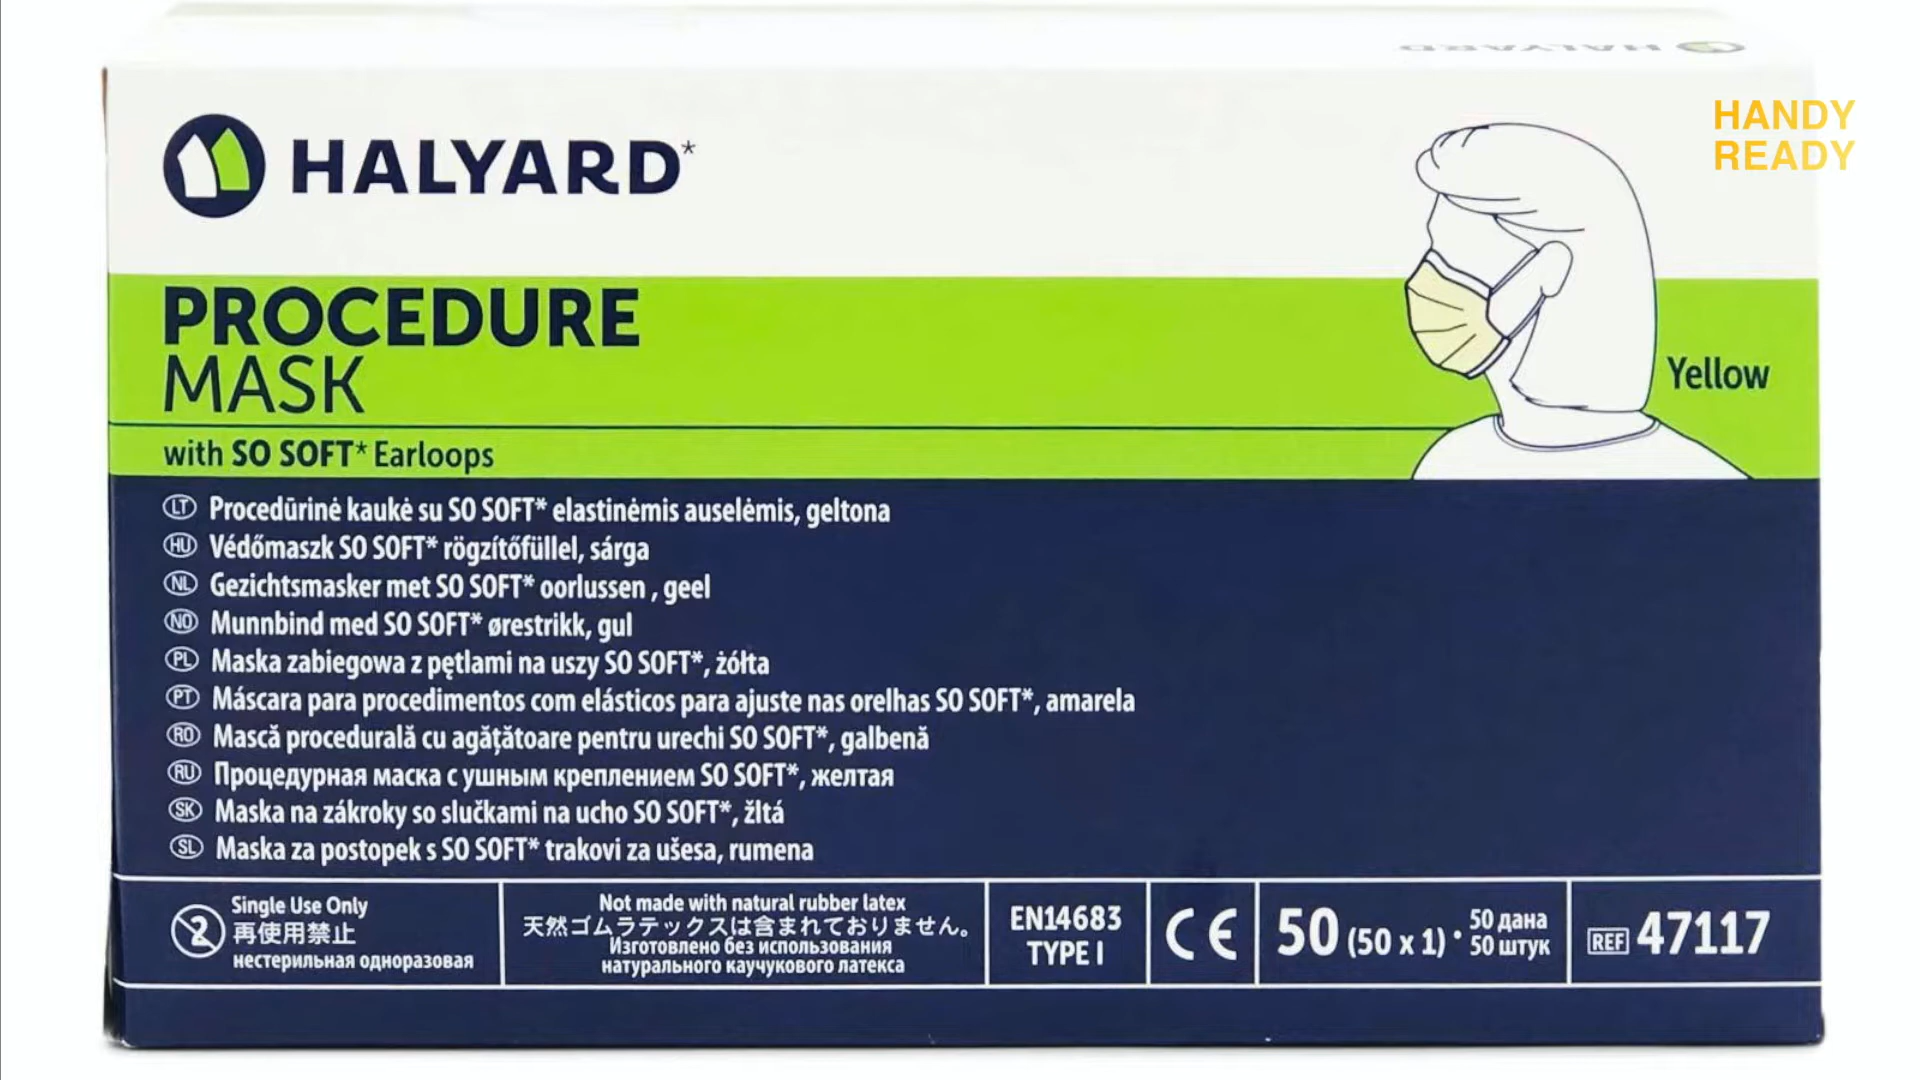 HALYARD
HANDY
READY
HALYARD*
PROCEDURE
MASK
Yellow
with SO SOFT* Earloops
LT Procedūrinė kaukė su SO SOFT* elastinėmis auselėmis, geltona
HU Védőmaszk SO SOFT* rögzítőfüllel, sárga
NL Gezichtsmasker met SO SOFT* oorlussen , geel
NO Munnbind med SO SOFT* ørestrikk, gul
PL Maska zabiegowa z pętlami na uszy SO SOFT*, żółta
PT Máscara para procedimentos com elásticos para ajuste nas orelhas SO SOFT*, amarela
RO Mască procedurală cu agățătoare pentru urechi SO SOFT*, galbenă
RU Процедурная маска с ушным креплением SO SOFT*, желтая
SK Maska na zákroky so slučkami na ucho SO SOFT*, žltá
SL Maska za postopek s SO SOFT* trakovi za ušesa, rumena
2
Single Use Only
再使用禁止
нестерильная одноразовая
Not made with natural rubber latex
天然ゴムラテックスは含まれておりません。
Изготовлено без использования
натурального каучукового латекса
EN14683
TYPE I
CE
50 (50 x 1) •
50 дана
50 штук
REF 47117